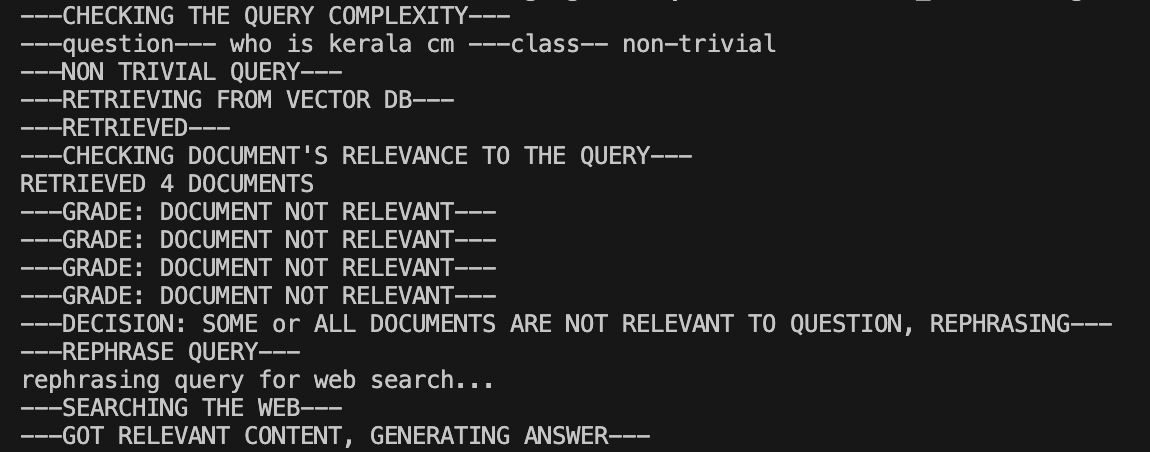 ---CHECKING THE QUERY COMPLEXITY---
---question--- who is kerala cm ---class-- non-trivial
---NON TRIVIAL QUERY---
---RETRIEVING FROM VECTOR DB---
---RETRIEVED---
---CHECKING DOCUMENT'S RELEVANCE TO THE QUERY---
RETRIEVED 4 DOCUMENTS
---GRADE: DOCUMENT NOT RELEVANT---
---GRADE: DOCUMENT NOT RELEVANT---
---GRADE: DOCUMENT NOT RELEVANT---
---GRADE: DOCUMENT NOT RELEVANT---
---DECISION: SOME or ALL DOCUMENTS ARE NOT RELEVANT TO QUESTION, REPHRASING---
---REPHRASE QUERY---
rephrasing query for web search...
---SEARCHING THE WEB---
---GOT RELEVANT CONTENT, GENERATING ANSWER---